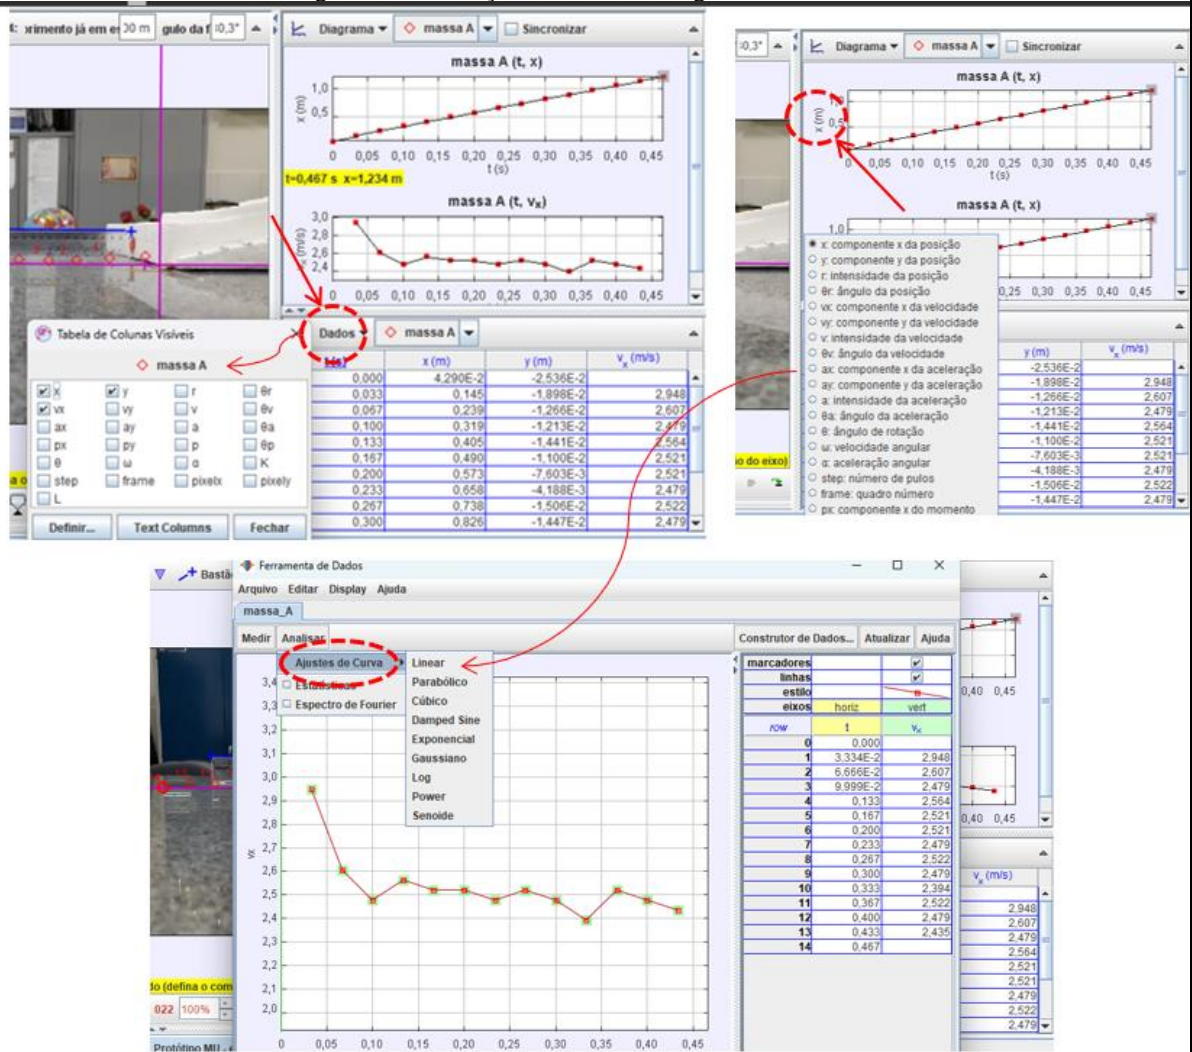 rimento já em es 00 m gulo da f :0,3°
Diagrama massa A Sincronizar
massa A (t, x)
1,0
0,5
x (m)
0 0,05 0,10 0,15 0,20 0,25 0,30 0,35 0,40 0,45
t (s)
t=0,467 s x=1,234 m
massa A (t, vx)
3,0
2,8
2,6
2,4
(m/s)
0 0,05 0,10 0,15 0,20 0,25 0,30 0,35 0,40 0,45
Dados massa A
x (m) y (m) vx (m/s)
0,000 4,290E-2 -2,536E-2
0,033 0,145 -1,898E-2 2,948
0,067 0,239 -1,266E-2 2,607
0,100 0,319 -1,213E-2 2,479
0,133 0,405 -1,441E-2 2,564
0,167 0,490 -1,100E-2 2,521
0,200 0,573 -7,603E-3 2,521
0,233 0,658 -4,188E-3 2,479
0,267 0,738 -1,506E-2 2,522
0,300 0,826 -1,447E-2 2,479
Tabela de Colunas Visíveis
massa A
x y r θr
vx vy v θv
ax ay a θa
px py p θp
θ ω α K
step frame pixelx pixely
L
Definir... Text Columns Fechar
:0,3°
Diagrama massa A Sincronizar
massa A (t, x)
1,0
0,5
x (m)
0 0,05 0,10 0,15 0,20 0,25 0,30 0,35 0,40 0,45
t (s)
massa A (t, x)
1,0
0,25 0,30 0,35 0,40 0,45
x: componente x da posição
y: componente y da posição
r: intensidade da posição
θr: ângulo da posição
vx: componente x da velocidade
vy: componente y da velocidade
v: intensidade da velocidade
θv: ângulo da velocidade
ax: componente x da aceleração
ay: componente y da aceleração
a: intensidade da aceleração
θa: ângulo da aceleração
θ: ângulo de rotação
ω: velocidade angular
α: aceleração angular
step: número de pulos
frame: quadro número
px: componente x do momento
y (m) vx (m/s)
-2,536E-2
-1,898E-2 2,948
-1,266E-2 2,607
-1,213E-2 2,479
-1,441E-2 2,564
-1,100E-2 2,521
-7,603E-3 2,521
-4,188E-3 2,479
-1,506E-2 2,522
-1,447E-2 2,479
no do eixo)
Bastã
Ferramenta de Dados
Arquivo Editar Display Ajuda
massa_A
Medir Analisar Construtor de Dados... Atualizar Ajuda
Ajustes de Curva
Estatísticas
Espectro de Fourier
Linear
Parabólico
Cúbico
Damped Sine
Exponencial
Gaussiano
Log
Power
Senoide
3,4
3,3
3,2
3,1
3,0
2,9
2,8
2,7
2,6
2,5
2,4
2,3
2,2
2,1
2,0
vx
0 0,05 0,10 0,15 0,20 0,25 0,30 0,35 0,40 0,45
marcadores
linhas
estilo
eixos horiz vert
row t vx
0 0,000
1 3,334E-2 2,948
2 6,666E-2 2,607
3 9,999E-2 2,479
4 0,133 2,564
5 0,167 2,521
6 0,200 2,521
7 0,233 2,479
8 0,267 2,522
9 0,300 2,479
10 0,333 2,394
11 0,367 2,522
12 0,400 2,479
13 0,433 2,435
14 0,467
0,40 0,45
0,40 0,45
vx (m/s)
2,948
2,607
2,479
2,564
2,521
2,521
2,479
2,522
2,479
do (defina o com
022 100%
Protótipo MU